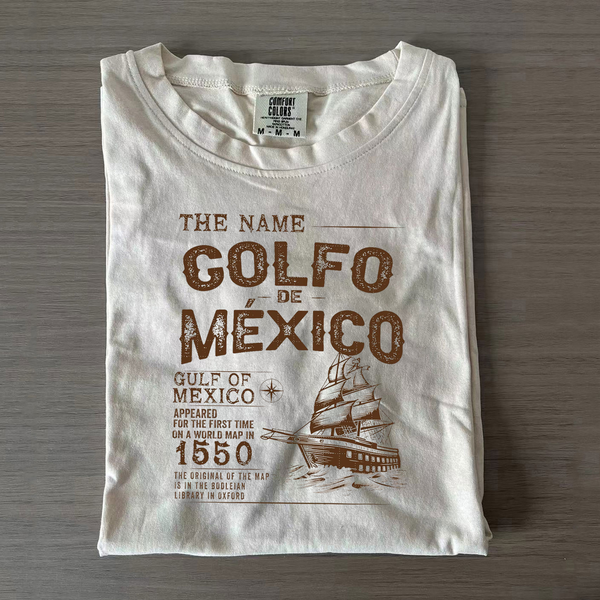 COMFORT
COLORS
M - M - M
THE NAME
GOLFO
DE
MÉXICO
GULF OF
MEXICO
APPEARED
FOR THE FIRST TIME
ON A WORLD MAP IN
1550
THE ORIGINAL OF THE MAP
IS IN THE BODLEIAN
LIBRARY IN OXFORD